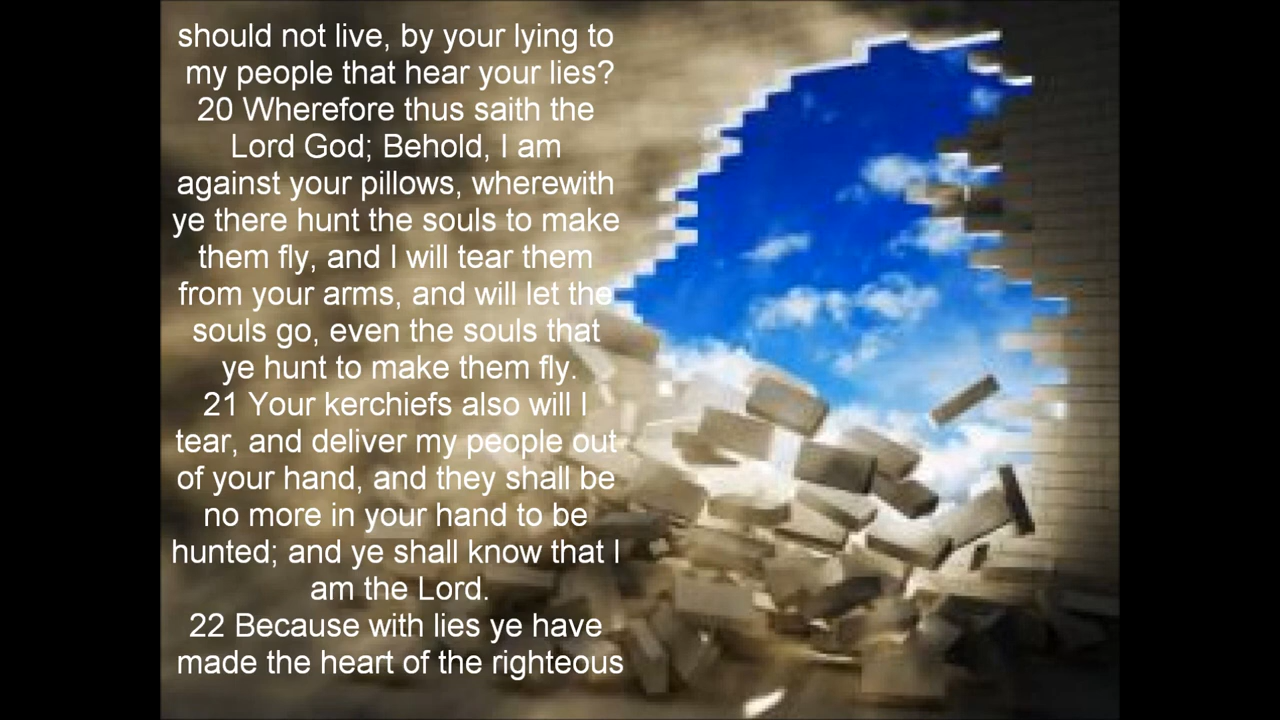 should not live, by your lying to
my people that hear your lies?
20 Wherefore thus saith the
Lord God; Behold, I am
against your pillows, wherewith
ye there hunt the souls to make
them fly, and I will tear them
from your arms, and will let the
souls go, even the souls that
ye hunt to make them fly.
21 Your kerchiefs also will I
tear, and deliver my people out
of your hand, and they shall be
no more in your hand to be
hunted; and ye shall know that I
am the Lord.
22 Because with lies ye have
made the heart of the righteous